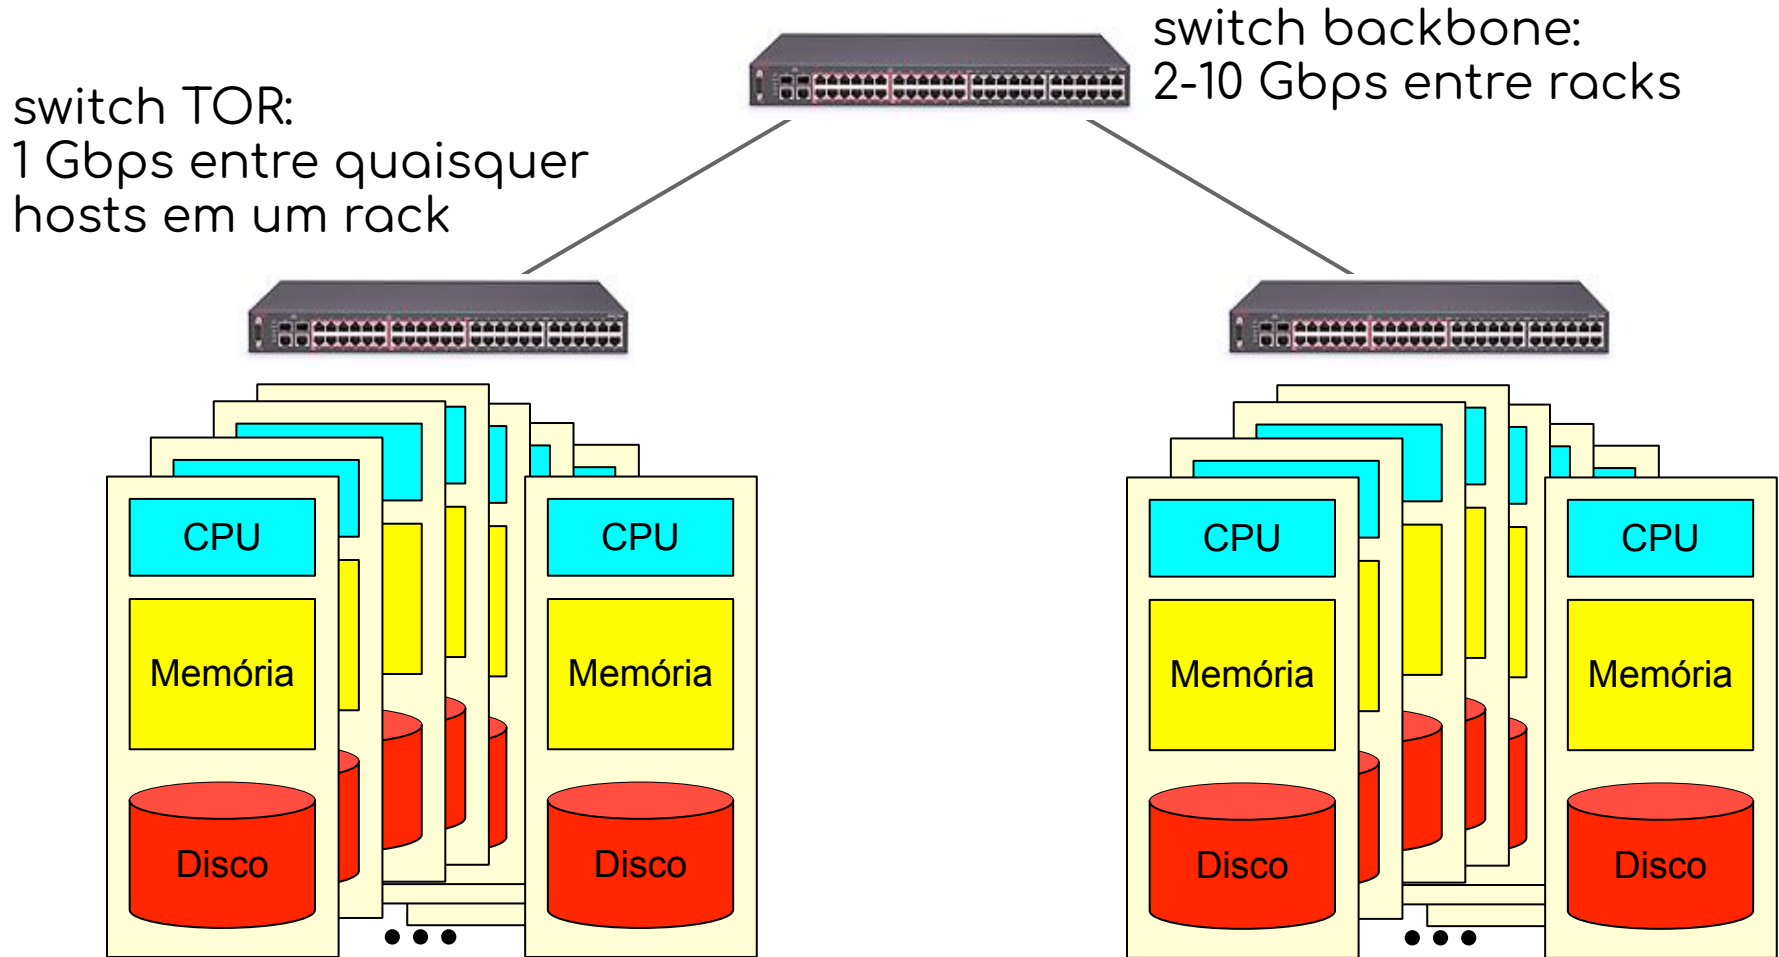 switch backbone:
2-10 Gbps entre racks
switch TOR:
1 Gbps entre quaisquer
hosts em um rack
CPU
CPU
CPU
CPU
Memória
Memória
Memória
Memória
Disco
Disco
Disco
Disco